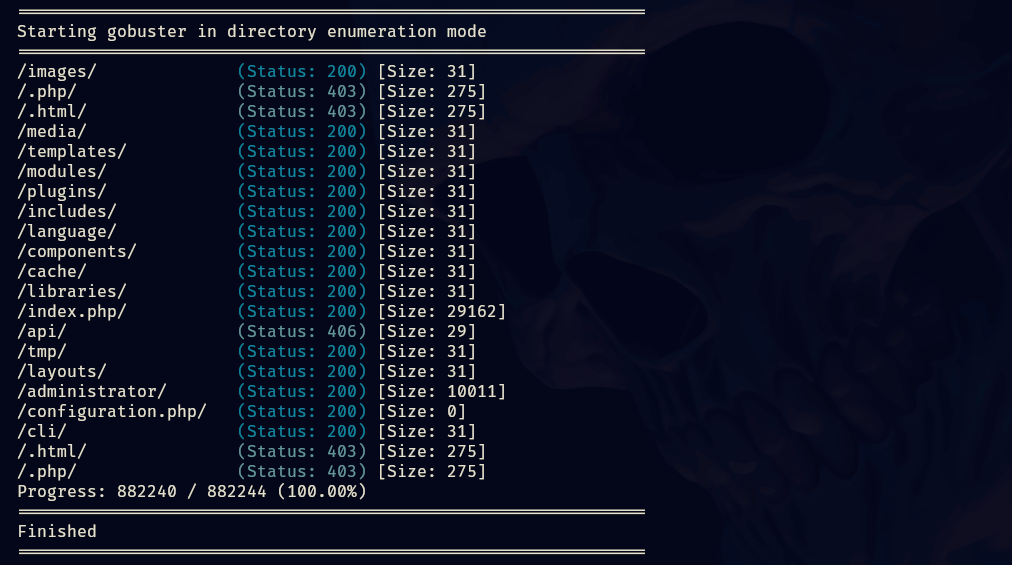 Starting gobuster in directory enumeration mode
/images/ (Status: 200) [Size: 31]
/.php/ (Status: 403) [Size: 275]
/.html/ (Status: 403) [Size: 275]
/media/ (Status: 200) [Size: 31]
/templates/ (Status: 200) [Size: 31]
/modules/ (Status: 200) [Size: 31]
/plugins/ (Status: 200) [Size: 31]
/includes/ (Status: 200) [Size: 31]
/language/ (Status: 200) [Size: 31]
/components/ (Status: 200) [Size: 31]
/cache/ (Status: 200) [Size: 31]
/libraries/ (Status: 200) [Size: 31]
/index.php/ (Status: 200) [Size: 29162]
/api/ (Status: 406) [Size: 29]
/tmp/ (Status: 200) [Size: 31]
/layouts/ (Status: 200) [Size: 31]
/administrator/ (Status: 200) [Size: 10011]
/configuration.php/ (Status: 200) [Size: 0]
/cli/ (Status: 200) [Size: 31]
/.html/ (Status: 403) [Size: 275]
/.php/ (Status: 403) [Size: 275]
Progress: 882240 / 882244 (100.00%)
Finished